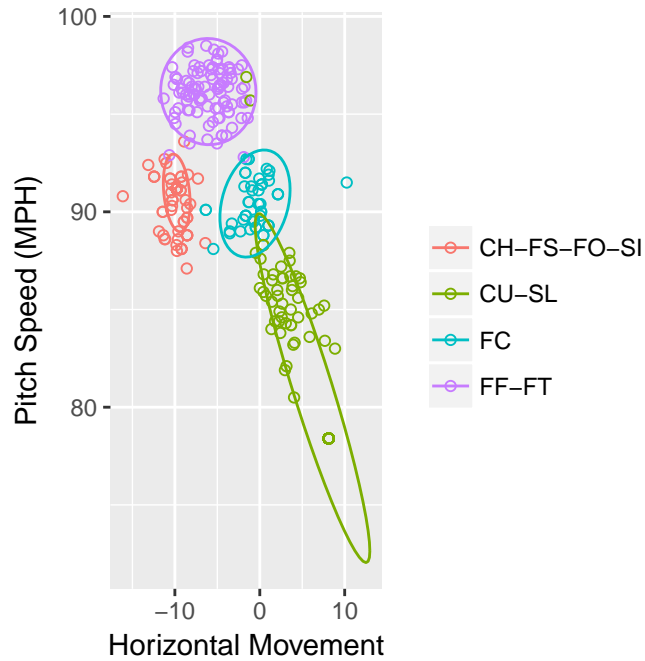 100
90
80
Pitch Speed (MPH)
−10 0 10
Horizontal Movement
CH−FS−FO−SI
CU−SL
FC
FF−FT